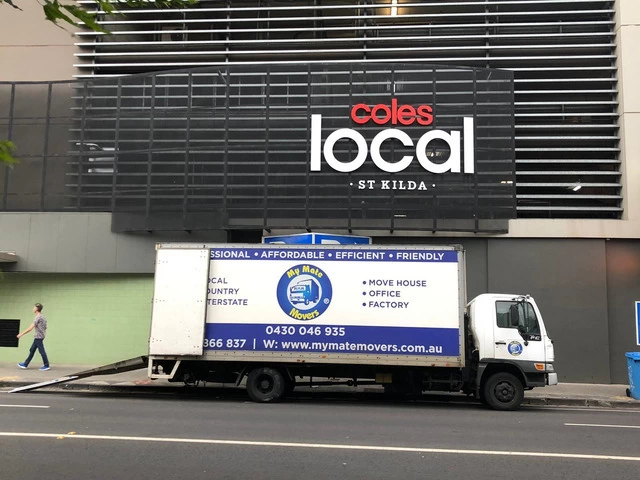 coles
local
· ST KILDA ·
SSIONAL • AFFORDABLE • EFFICIENT • FRIENDLY
My Mate
Movers
®
OCAL
OUNTRY
TERSTATE
• MOVE HOUSE
• OFFICE
• FACTORY
0430 046 935
366 837 | W: www.mymatemovers.com.au